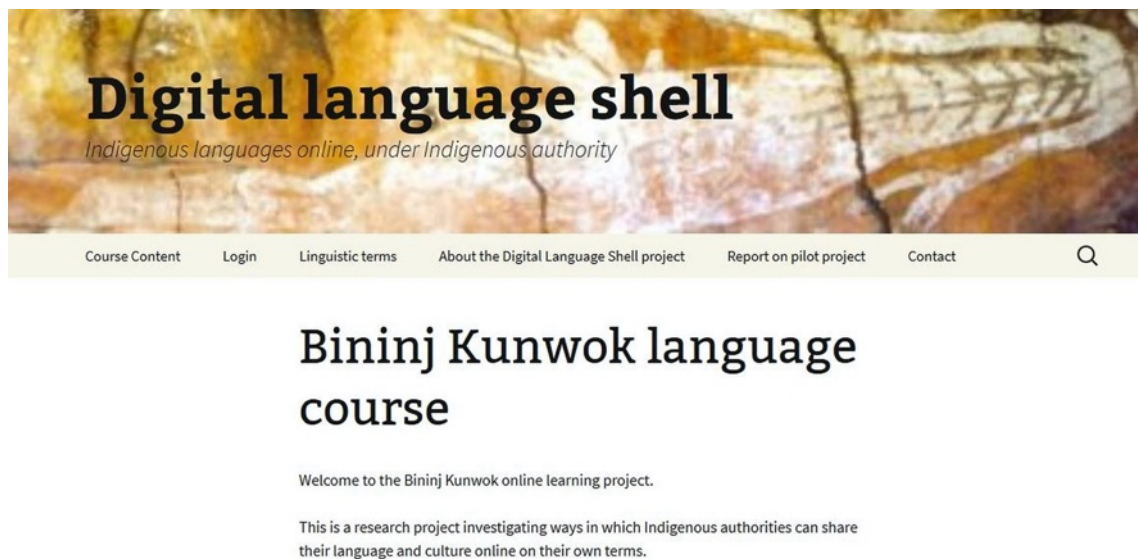 Digital language shell
Indigenous languages online, under Indigenous authority
Course Content Login Linguistic terms About the Digital Language Shell project Report on pilot project Contact
Bininj Kunwok language
course
Welcome to the Bininj Kunwok online learning project.
This is a research project investigating ways in which Indigenous authorities can share
their language and culture online on their own terms.